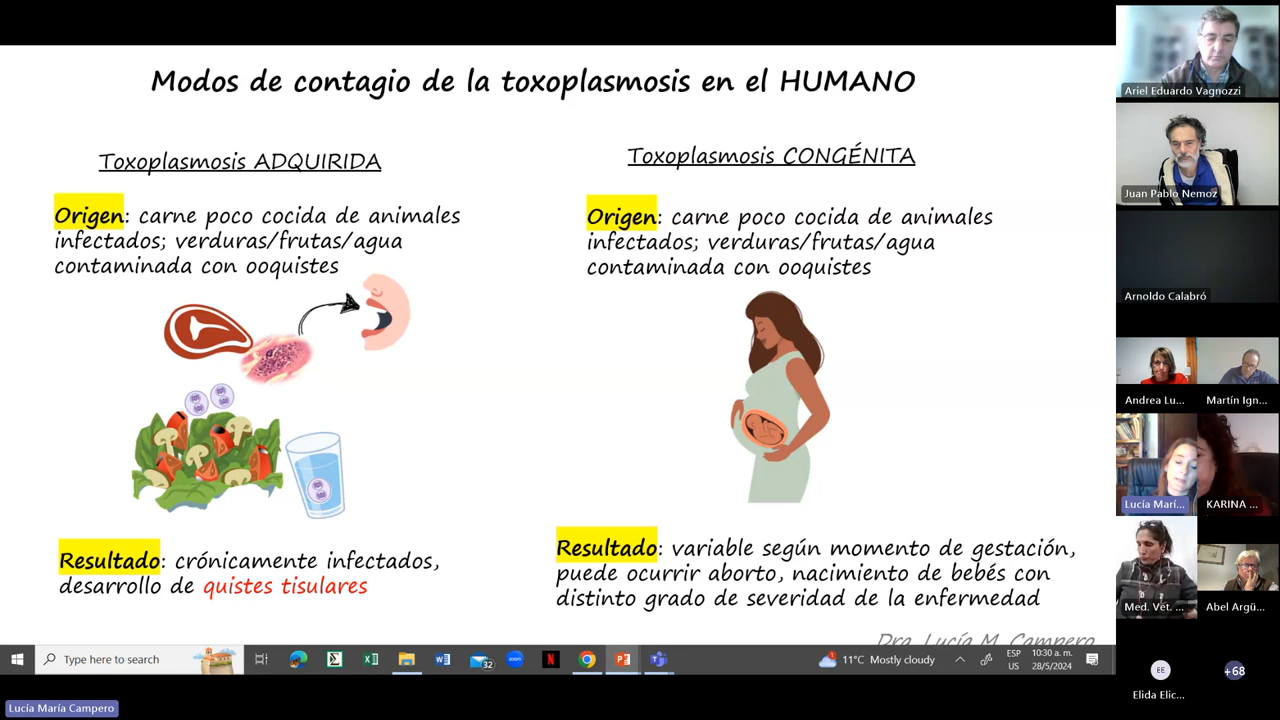 Modos de contagio de la toxoplasmosis en el HUMANO
Toxoplasmosis ADQUIRIDA
Origen: carne poco cocida de animales
infectados; verduras/frutas/agua
contaminada con ooquistes
Resultado: crónicamente infectados,
desarrollo de quistes tisulares
Toxoplasmosis CONGÉNITA
Origen: carne poco cocida de animales
infectados; verduras/frutas/agua
contaminada con ooquistes
Resultado: variable según momento de gestación,
puede ocurrir aborto, nacimiento de bebés con
distinto grado de severidad de la enfermedad
Dra. Lucía M. Campero
Type here to search
32
11°C Mostly cloudy
ESP
US
10:30 a. m.
28/5/2024
Lucía María Campero
Ariel Eduardo Vagnozzi
Juan Pablo Nemoz
Arnoldo Calabró
Andrea Lu...
Martín Ign...
Lucía Marí...
KARINA ...
Med. Vet. ...
Abel Argü...
EE
Elida Elic...
+68